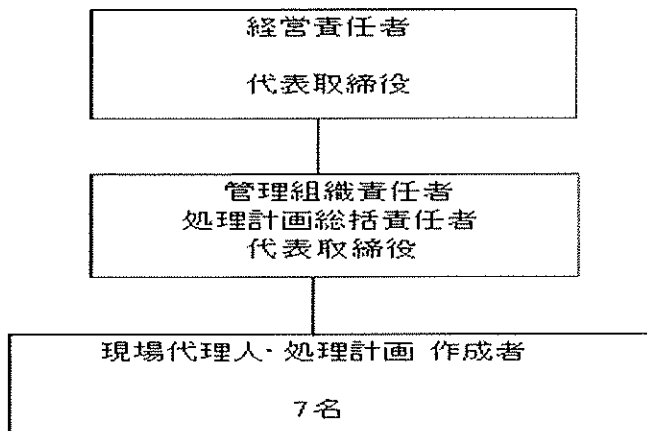 経営責任者
代表取締役
管理組織責任者
処理計画総括責任者
代表取締役
現場代理人・処理計画 作成者
7名